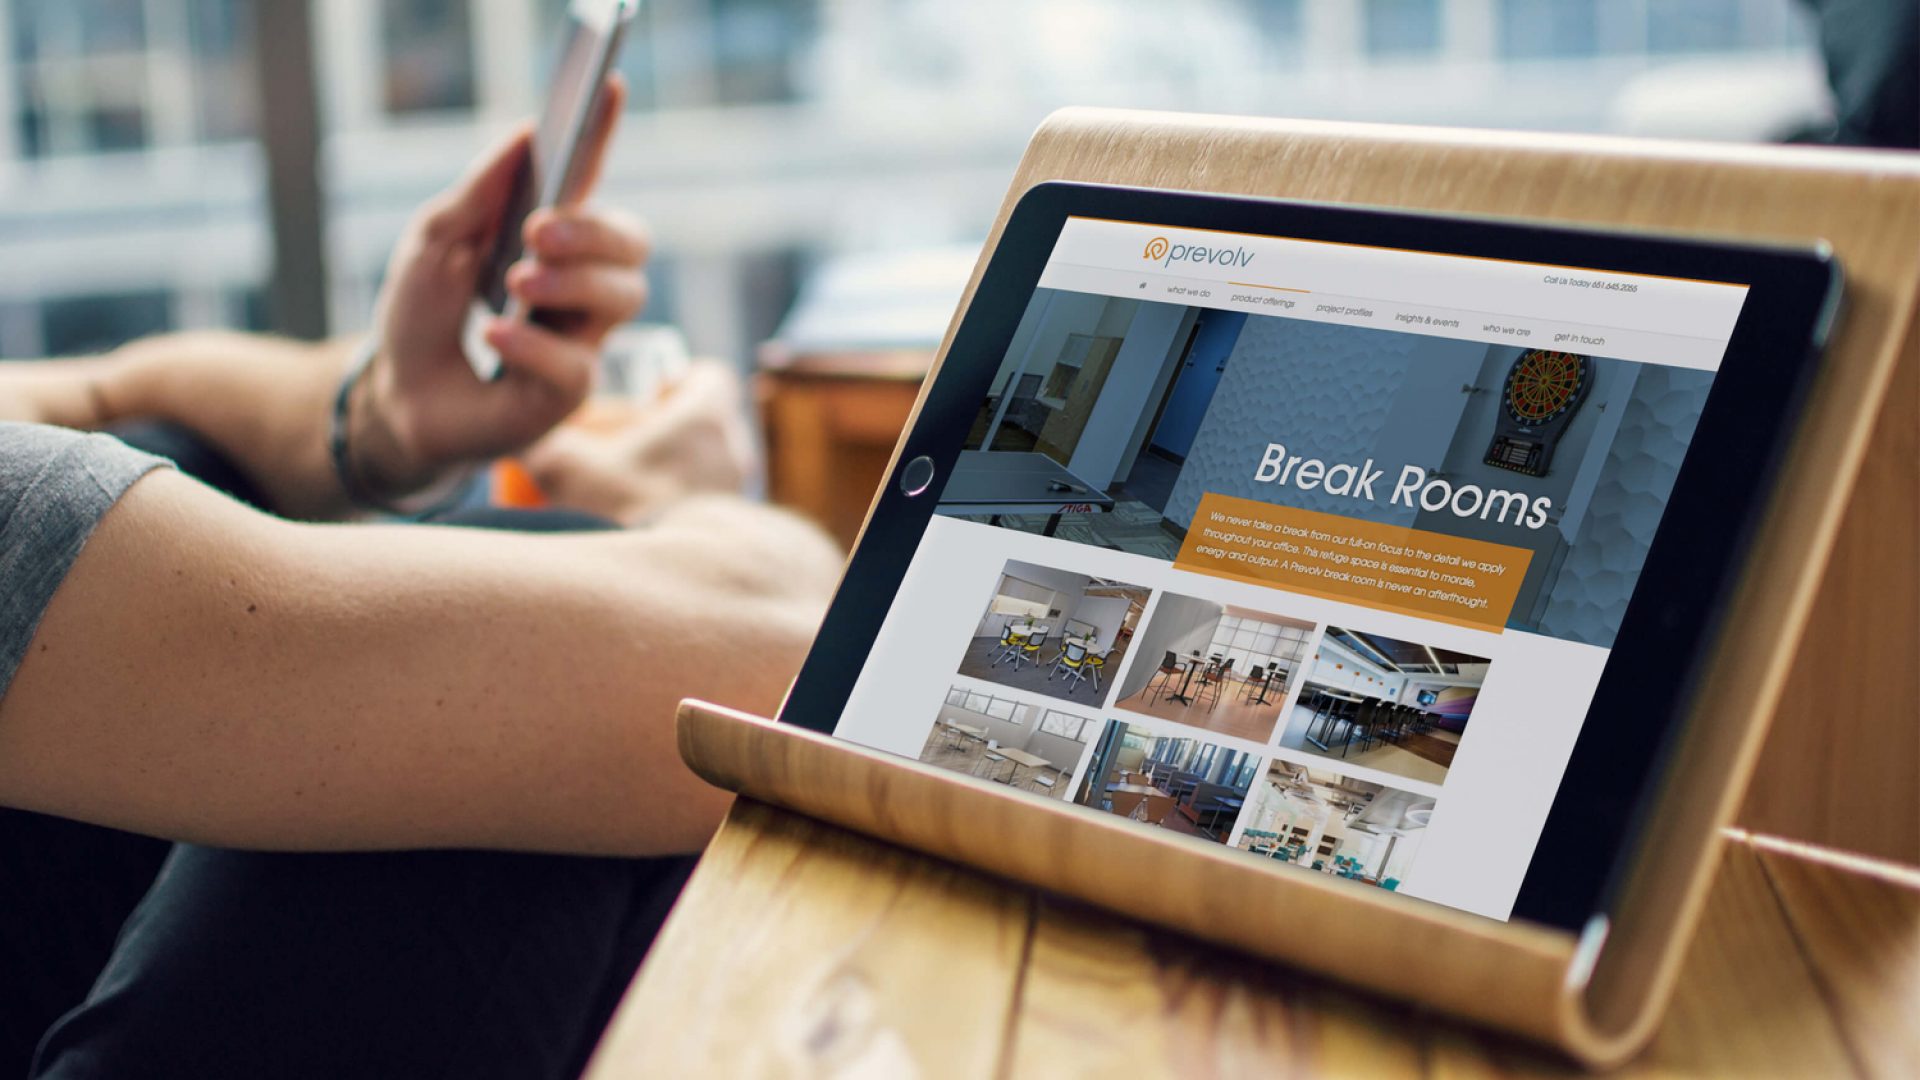 prevolv
Call Us Today 651.645.2055
what we do product offerings project profiles insights & events who we are get in touch
Break Rooms
We never take a break from our full-on focus to the detail we apply
throughout your office. This refuge space is essential to morale,
energy and output. A Prevolv break room is never an afterthought.
STIGA